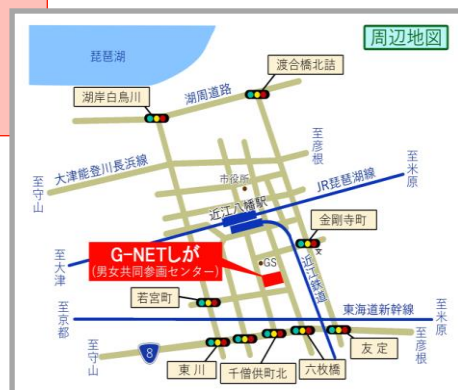 周辺地図
琵琶湖
渡合橋北詰
湖岸白鳥川
湖周道路
至彦根
大津能登川長浜線
市役所
JR琵琶湖線
至米原
至守山
近江八幡駅
金剛寺町
G-NETしが
(男女共同参画センター)
GS
近江鉄道
至大津
若宮町
東海道新幹線
至京都
至米原
至守山
8
東川
千僧供町北
六枚橋
友定
至彦根